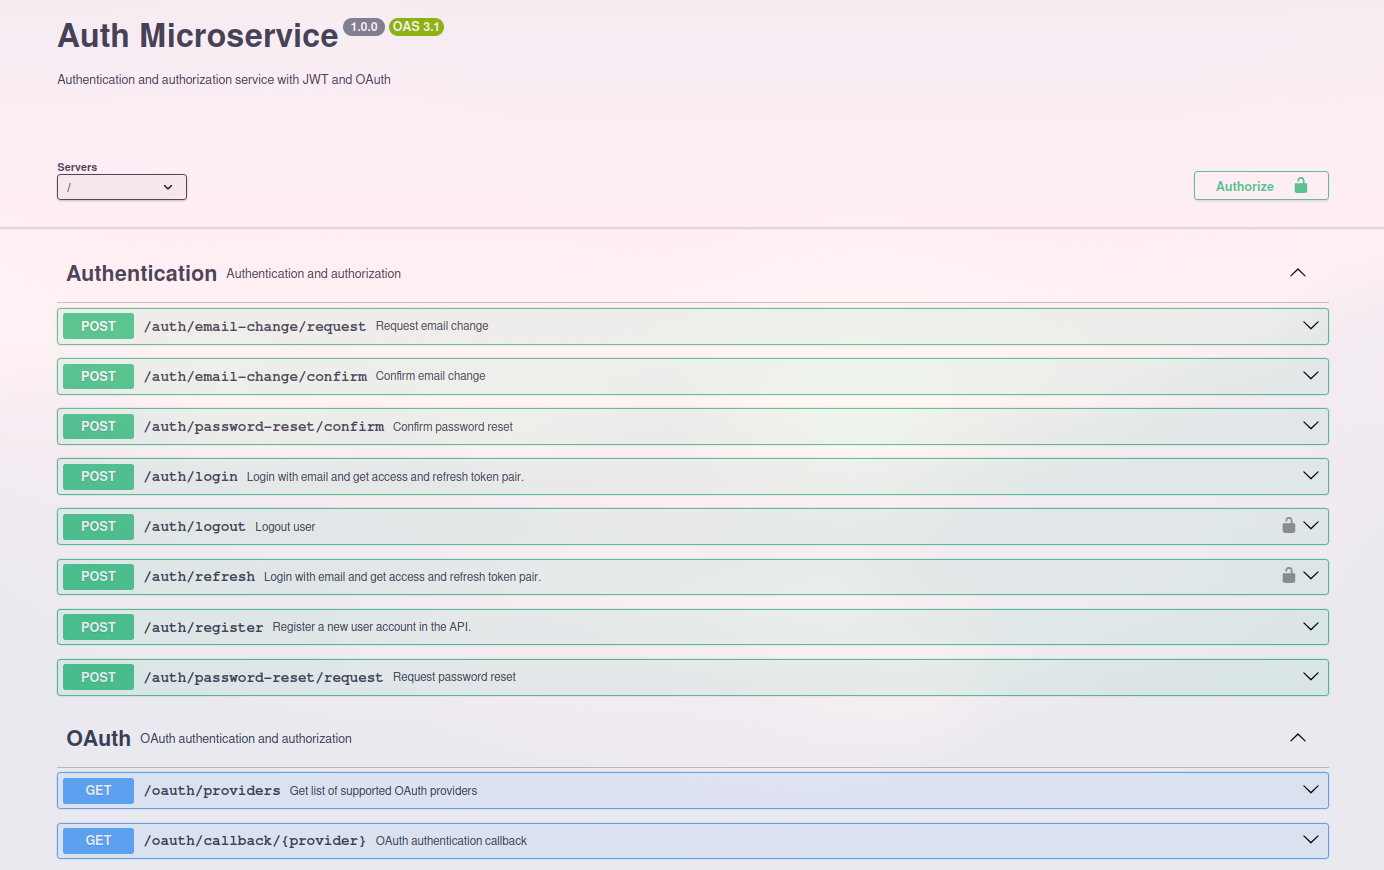 Auth Microservice 1.0.0 OAS 3.1
Authentication and authorization service with JWT and OAuth
Servers
/
Authorize
Authentication Authentication and authorization
POST /auth/email-change/request Request email change
POST /auth/email-change/confirm Confirm email change
POST /auth/password-reset/confirm Confirm password reset
POST /auth/login Login with email and get access and refresh token pair.
POST /auth/logout Logout user
POST /auth/refresh Login with email and get access and refresh token pair.
POST /auth/register Register a new user account in the API.
POST /auth/password-reset/request Request password reset
OAuth OAuth authentication and authorization
GET /oauth/providers Get list of supported OAuth providers
GET /oauth/callback/{provider} OAuth authentication callback